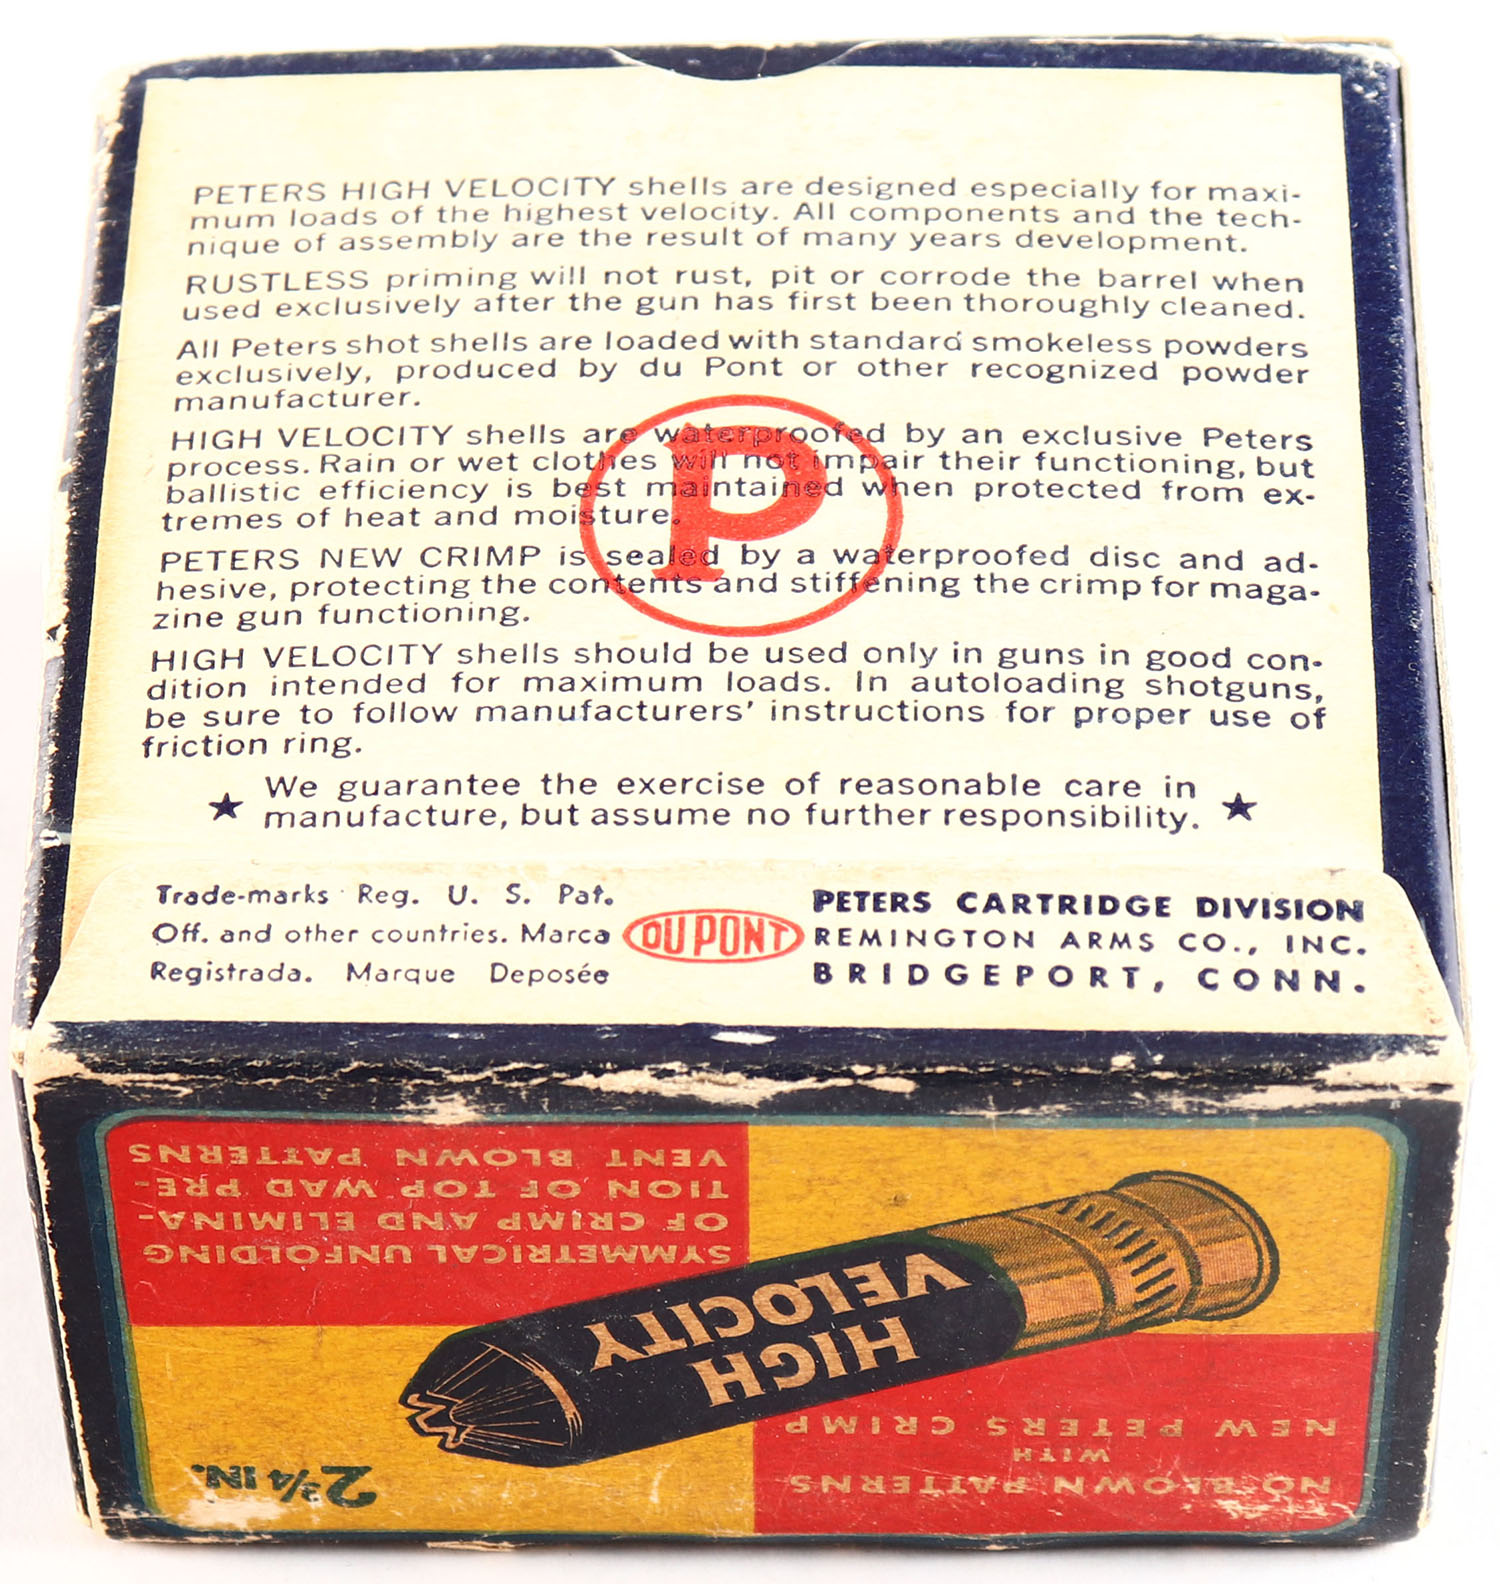 PETERS HIGH VELOCITY shells are designed especially for maxi-
mum loads of the highest velocity. All components and the tech-
nique of assembly are the result of many years development.
RUSTLESS priming will not rust, pit or corrode the barrel when
used exclusively after the gun has first been thoroughly cleaned.
All Peters shot shells are loaded with standard smokeless powders
exclusively, produced by du Pont or other recognized powder
manufacturer.
HIGH VELOCITY shells are waterproofed by an exclusive Peters
process. Rain or wet clothes will not impair their functioning, but
ballistic efficiency is best maintained when protected from ex-
tremes of heat and moisture.
P
PETERS NEW CRIMP is sealed by a waterproofed disc and ad-
hesive, protecting the contents and stiffening the crimp for maga-
zine gun functioning.
HIGH VELOCITY shells should be used only in guns in good con-
dition intended for maximum loads. In autoloading shotguns,
be sure to follow manufacturers' instructions for proper use of
friction ring.
★ We guarantee the exercise of reasonable care in ★
manufacture, but assume no further responsibility.
Trade-marks Reg. U. S. Pat.
Off. and other countries. Marca
Registrada. Marque Deposée
DU PONT
PETERS CARTRIDGE DIVISION
REMINGTON ARMS CO., INC.
BRIDGEPORT, CONN.
NO BLOWN PATTERNS
WITH
NEW PETERS CRIMP
2¾ IN.
HIGH
VELOCITY
SYMMETRICAL UNFOLDING
OF CRIMP AND ELIMINA-
TION OF TOP WAD PRE-
VENT BLOWN PATTERNS